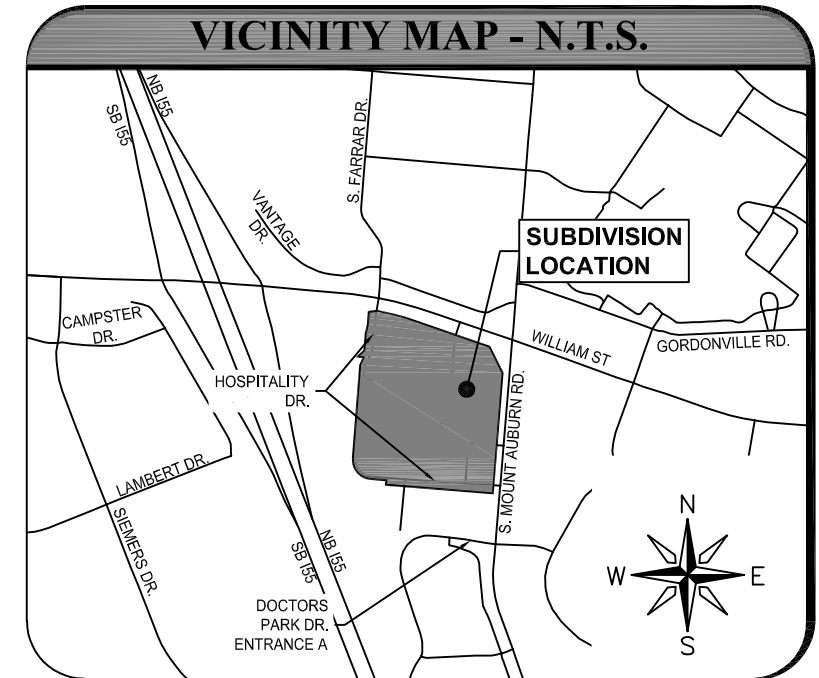 VICINITY MAP - N.T.S.
NB I55
SB I55
S. FARRAR DR.
VANTAGE
DR.
SUBDIVISION
LOCATION
CAMPSTER
DR.
WILLIAM ST
GORDONVILLE RD.
HOSPITALITY
DR.
S. MOUNT AUBURN RD.
LAMBERT DR.
SIEMERS DR.
NB I55
SB I55
N
W
E
S
DOCTORS
PARK DR.
ENTRANCE A